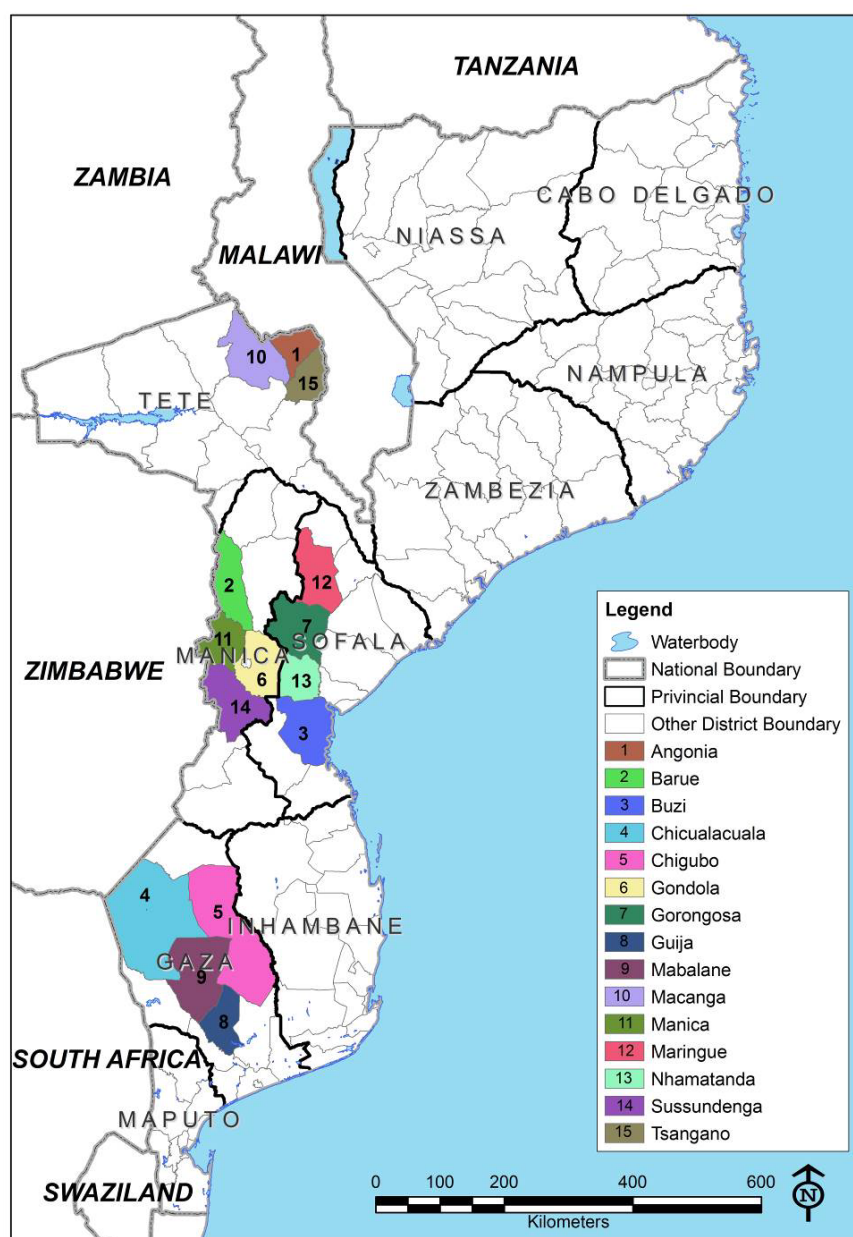 TANZANIA
ZAMBIA
CABO DELGADO
NIASSA
MALAWI
10
1
15
NAMPULA
TETE
ZAMBEZIA
2
12
7
11
SOFALA
MANICA
ZIMBABWE
6
13
14
3
4
5
INHAMBANE
GAZA
9
8
SOUTH AFRICA
MAPUTO
SWAZILAND
Legend
Waterbody
National Boundary
Privincial Boundary
Other District Boundary
1 Angonia
2 Barue
3 Buzi
4 Chicualacuala
5 Chigubo
6 Gondola
7 Gorongosa
8 Guija
9 Mabalane
10 Macanga
11 Manica
12 Maringue
13 Nhamatanda
14 Sussundenga
15 Tsangano
0 100 200 400 600
Kilometers
N